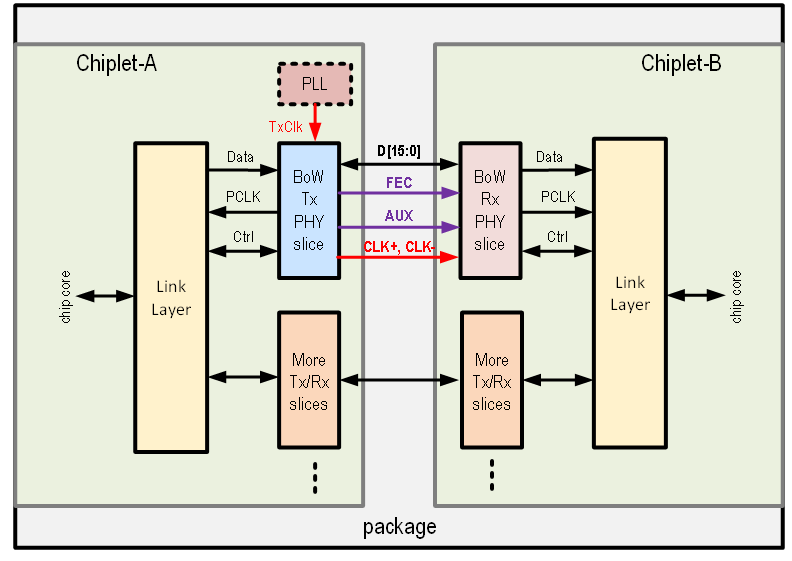 Chiplet-A
Chiplet-B
PLL
TxClk
Data
PCLK
Ctrl
BoW
Tx
PHY
slice
D[15:0]
FEC
AUX
CLK+, CLK-
BoW
Rx
PHY
slice
Data
PCLK
Ctrl
chip core
Link
Layer
Link
Layer
chip core
More
Tx/Rx
slices
More
Tx/Rx
slices
package